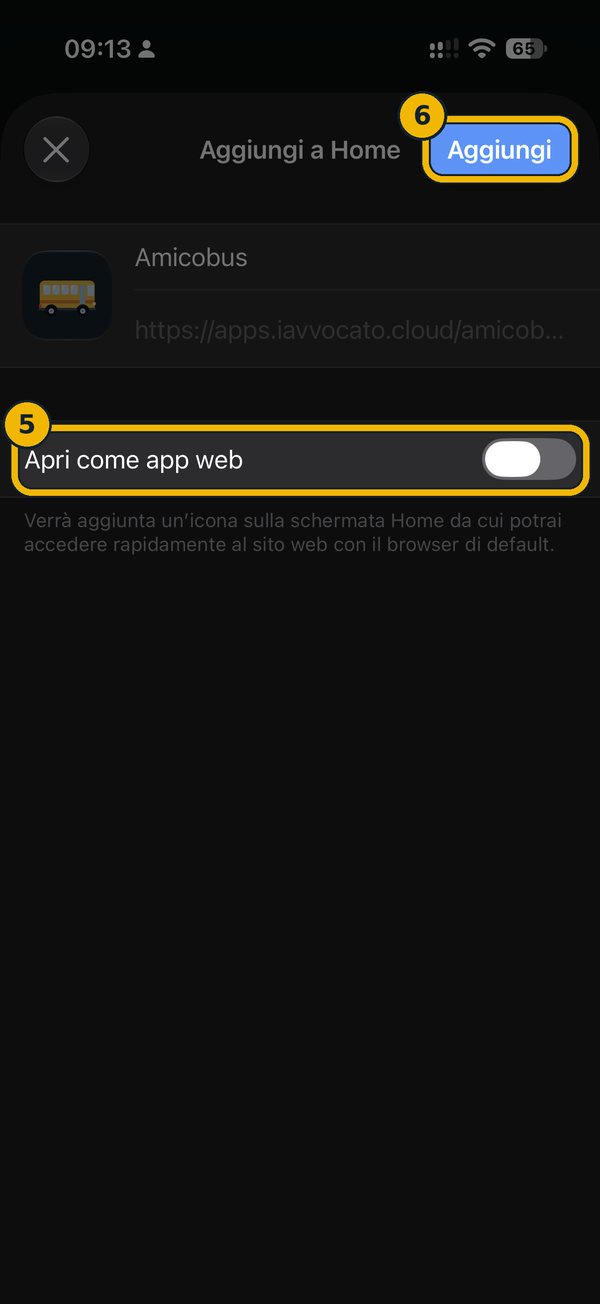 09:13
65
6
Aggiungi a Home
Aggiungi
Amicobus
https://apps.iavvocato.cloud/amicob...
5
Apri come app web
Verrà aggiunta un’icona sulla schermata Home da cui potrai
accedere rapidamente al sito web con il browser di default.